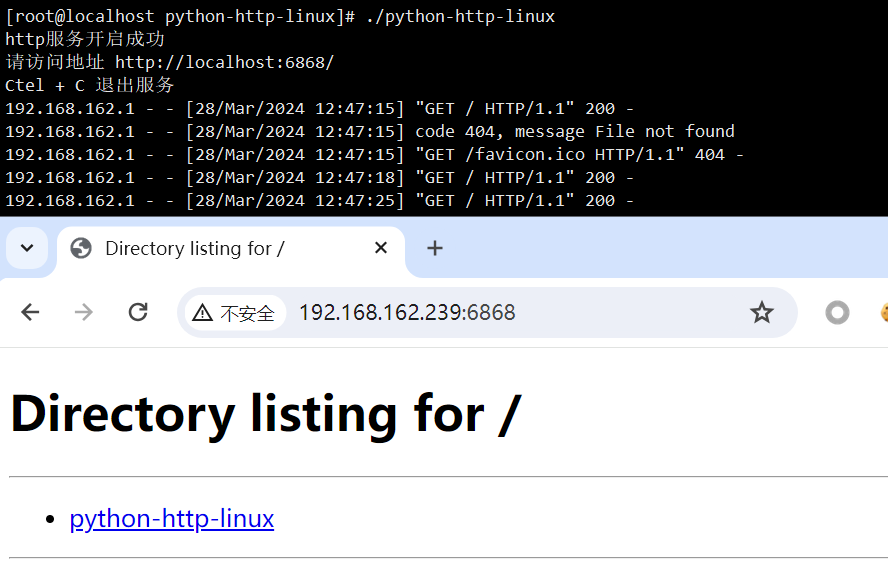 [root@localhost python-http-linux]# ./python-http-linux
http服务开启成功
请访问地址 http://localhost:6868/
Ctel + C 退出服务
192.168.162.1 - - [28/Mar/2024 12:47:15] "GET / HTTP/1.1" 200 -
192.168.162.1 - - [28/Mar/2024 12:47:15] code 404, message File not found
192.168.162.1 - - [28/Mar/2024 12:47:15] "GET /favicon.ico HTTP/1.1" 404 -
192.168.162.1 - - [28/Mar/2024 12:47:18] "GET / HTTP/1.1" 200 -
192.168.162.1 - - [28/Mar/2024 12:47:25] "GET / HTTP/1.1" 200 -
Directory listing for /
不安全 192.168.162.239:6868
Directory listing for /
python-http-linux